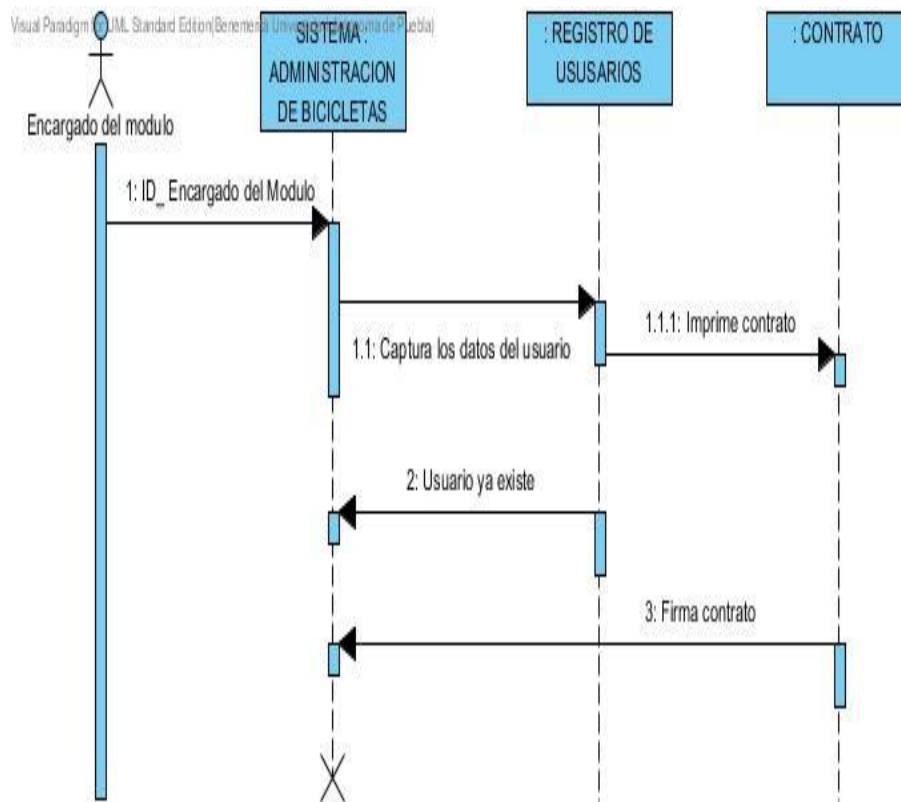 Visual Paradigm for UML Standard Edition(Benemerita Universidad Autonoma de Puebla)
SISTEMA :
ADMINISTRACION
DE BICICLETAS
: REGISTRO DE
USUSARIOS
: CONTRATO
Encargado del modulo
1: ID_ Encargado del Modulo
1.1: Captura los datos del usuario
1.1.1: Imprime contrato
2: Usuario ya existe
3: Firma contrato